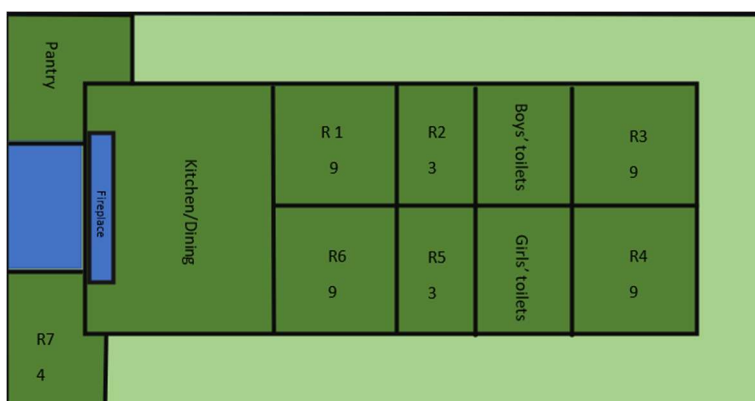 Pantry
Fireplace
Kitchen/Dining
R 1
9
R2
3
Boys' toilets
R3
9
R6
9
R5
3
Girls' toilets
R4
9
R7
4